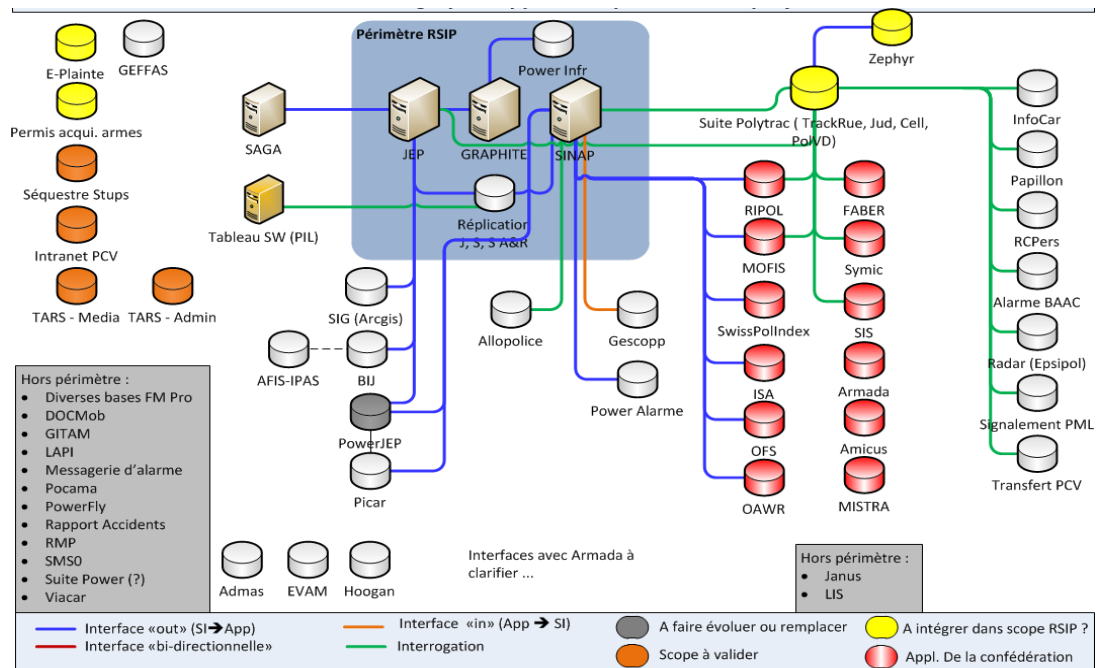 Périmètre RSIP
E-Plainte
GEFFAS
Power Infr
Zephyr
Permis acqui. armes
SAGA
JEP
GRAPHITE
SINAP
Suite Polytrac ( TrackRue, Jud, Cell,
PolVD)
InfoCar
Séquestre Stups
Papillon
Tableau SW (PIL)
Réplication
J, S, S A&R
RIPOL
FABER
Intranet PCV
RCPers
MOFIS
Symic
TARS - Media
TARS - Admin
SIG (Arcgis)
Allopolice
Gescopp
SwissPolIndex
SIS
Alarme BAAC
AFIS-IPAS
BIJ
Power Alarme
ISA
Armada
Radar (Epsipol)
PowerJEP
OFS
Amicus
Signalement PML
Picar
OAWR
MISTRA
Transfert PCV
Hors périmètre :
• Diverses bases FM Pro
• DOCMob
• GITAM
• LAPI
• Messagerie d'alarme
• Pocama
• PowerFly
• Rapport Accidents
• RMP
• SMS0
• Suite Power (?)
• Viacar
Admas
EVAM
Hoogan
Interfaces avec Armada à
clarifier ...
Hors périmètre :
• Janus
• LIS
Interface «out» (SI➔App)
Interface «in» (App ➔ SI)
A faire évoluer ou remplacer
A intégrer dans scope RSIP ?
Interface «bi-directionnelle»
Interrogation
Scope à valider
Appl. De la confédération